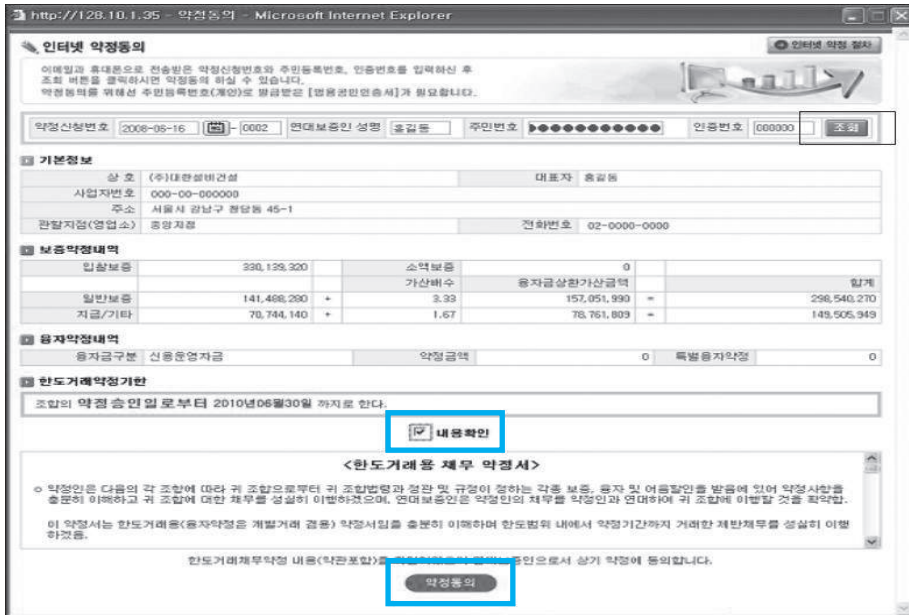 http://128.10.1.35 - 약정동의 - Microsoft Internet Explorer
인터넷 약정동의
인터넷 약정 절차
이메일과 휴대폰으로 전송받은 약정신청번호와 주민등록번호, 인증번호를 입력하신 후
조회 버튼을 클릭하시면 약정동의 하실 수 있습니다.
약정동의를 위해선 주민등록번호(개인)로 발급받은 [범용공인인증서]가 필요합니다.
약정신청번호 2008-06-16 - 0002 연대보증인 성명 홍길동 주민번호 인증번호 000000 조회
기본정보
상 호 (주)대한설비건설 대표자 홍길동
사업자번호 000-00-000000
주소 서울시 강남구 청담동 45-1
관할지점(영업소) 중앙지점 전화번호 02-0000-0000
보증약정내역
입찰보증 330,139,320 소액보증 0
가산배수 융자금상환가산금액 합계
일반보증 141,488,280 + 3.33 157,051,990 = 298,540,270
지급/기타 70,744,140 + 1.67 78,761,809 = 149,505,949
융자약정내역
융자금구분 신용운영자금 약정금액 0 특별융자약정 0
한도거래약정기한
조합의 약정승인일로부터 2010년06월30일 까지로 한다.
내용확인
<한도거래용 채무 약정서>
○ 약정인은 다음의 각 조항에 따라 귀 조합으로부터 귀 조합법령과 정관 및 규정이 정하는 각종 보증, 융자 및 어음할인을 받음에 있어 약정사항을
충분히 이해하고 귀 조합에 대한 채무를 성실히 이행하겠으며, 연대보증인은 약정인의 채무를 약정인과 연대하여 귀 조합에 이행할 것을 확약함.
이 약정서는 한도거래용(융자약정은 개별거래 겸용) 약정서임을 충분히 이해하며 한도범위 내에서 약정기간까지 거래한 제반채무를 성실히 이행
하겠음.
한도거래채무약정 내용(약관포함)를 인으로서 상기 약정에 동의합니다.
약정동의